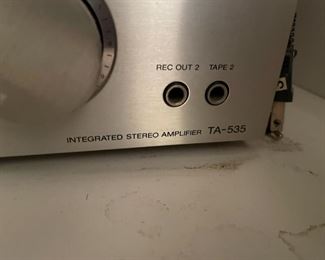 REC OUT 2 TAPE 2
INTEGRATED STEREO AMPLIFIER TA-535